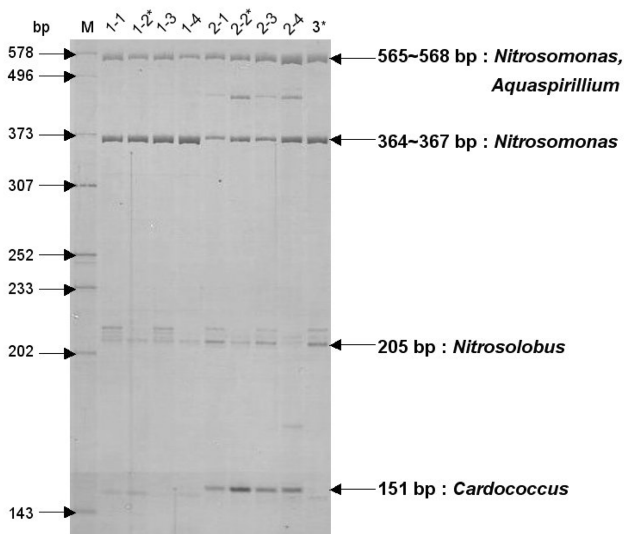 bp
M 1-1 1-2* 1-3 1-4 2-1 2-2* 2-3 2-4 3*
578
496
373
307
252
233
202
143
565~568 bp : Nitrosomonas,
Aquaspirillium
364~367 bp : Nitrosomonas
205 bp : Nitrosolobus
151 bp : Cardococcus